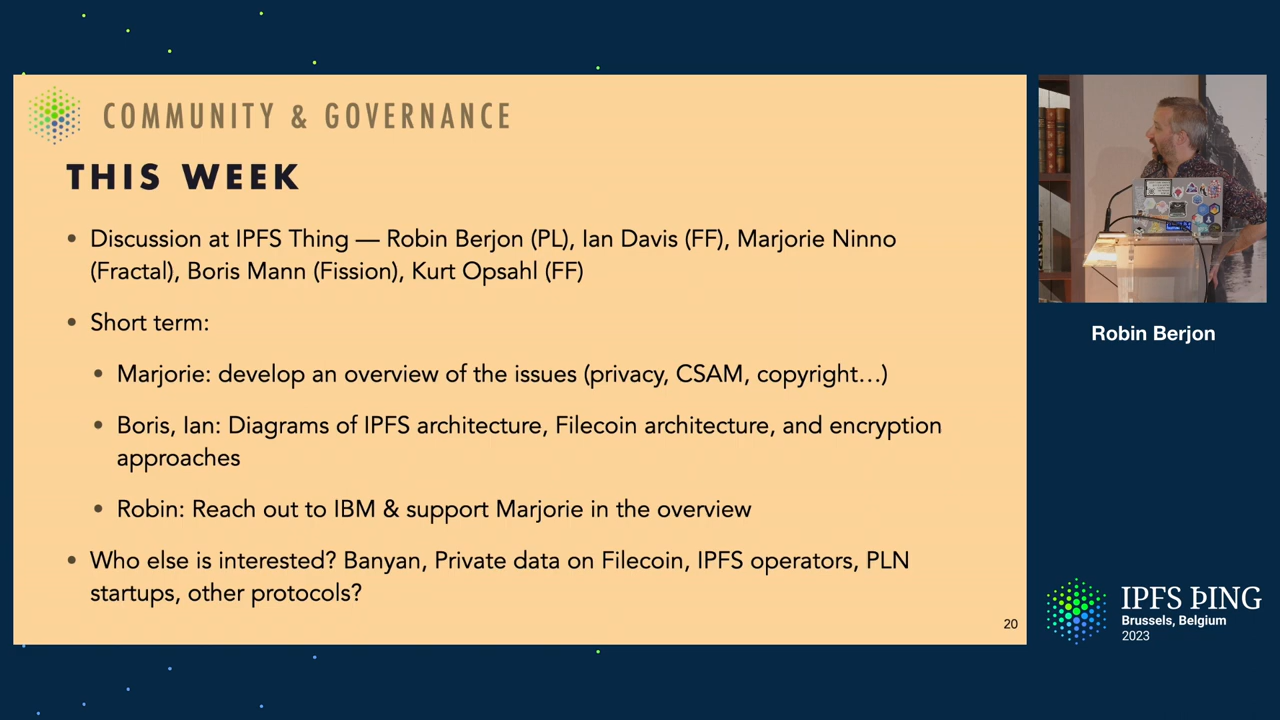 COMMUNITY & GOVERNANCE
THIS WEEK
• Discussion at IPFS Thing — Robin Berjon (PL), Ian Davis (FF), Marjorie Ninno
(Fractal), Boris Mann (Fission), Kurt Opsahl (FF)
• Short term:
• Marjorie: develop an overview of the issues (privacy, CSAM, copyright…)
• Boris, Ian: Diagrams of IPFS architecture, Filecoin architecture, and encryption
approaches
• Robin: Reach out to IBM & support Marjorie in the overview
• Who else is interested? Banyan, Private data on Filecoin, IPFS operators, PLN
startups, other protocols?
20
Robin Berjon
IPFS ÞING
Brussels, Belgium
2023